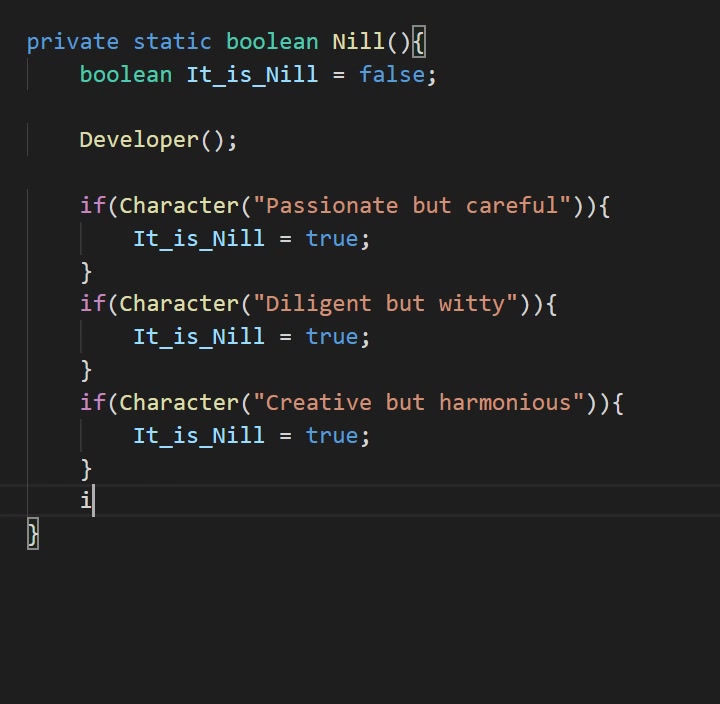 private static boolean Nill(){
    boolean It_is_Nill = false;
    Developer();
    if(Character("Passionate but careful")){
        It_is_Nill = true;
    }
    if(Character("Diligent but witty")){
        It_is_Nill = true;
    }
    if(Character("Creative but harmonious")){
        It_is_Nill = true;
    }
    i
}